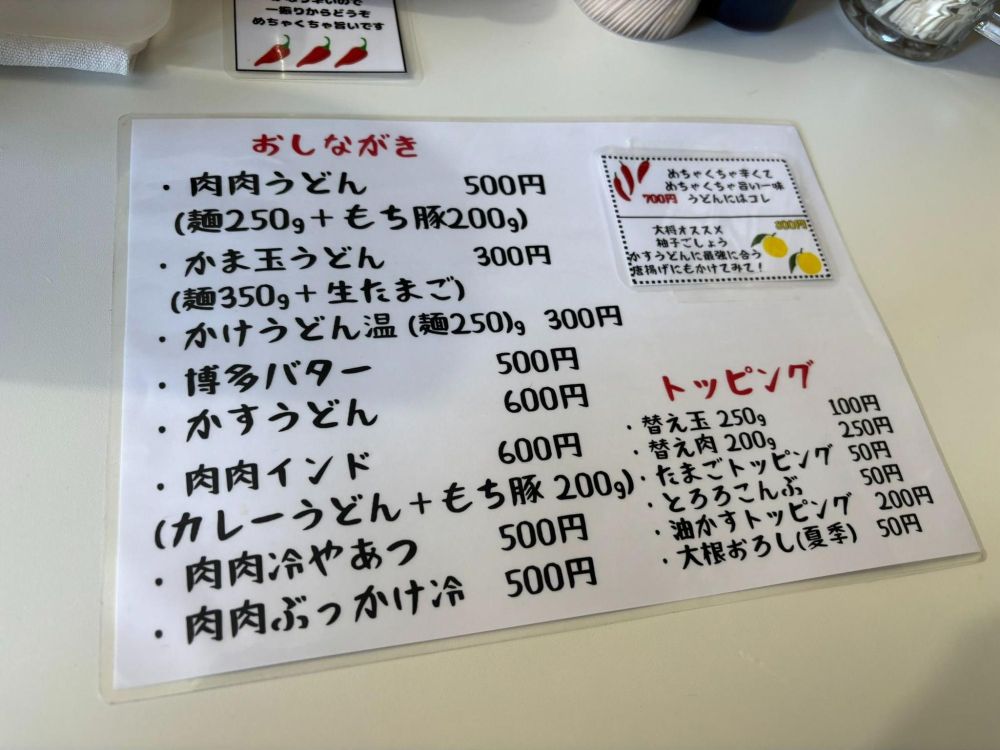 一振りからどうも
めちゃくちゃ旨いです
おしながき
・肉肉うどん 500円
(麺250g＋もち豚200g)
・かま玉うどん 300円
(麺350g＋生たまご)
・かけうどん温 (麺250)g 300円
・博多バター 500円
・かすうどん 600円
・肉肉インド 600円
(カレーうどん＋もち豚 200g)
・肉肉冷やあつ 500円
・肉肉ぶっかけ冷 500円
めちゃくちゃ辛くて
めちゃくちゃ旨い一味
700円 うどんにはコレ
800円
大将オススメ
柚子ごしょう
かすうどんに最強に合う
唐揚げにもかけてみて！
トッピング
・替え玉 250g 100円
・替え肉 200g 250円
・たまごトッピング 50円
・とろろこんぶ 50円
・油かすトッピング 200円
・大根おろし(夏季) 50円